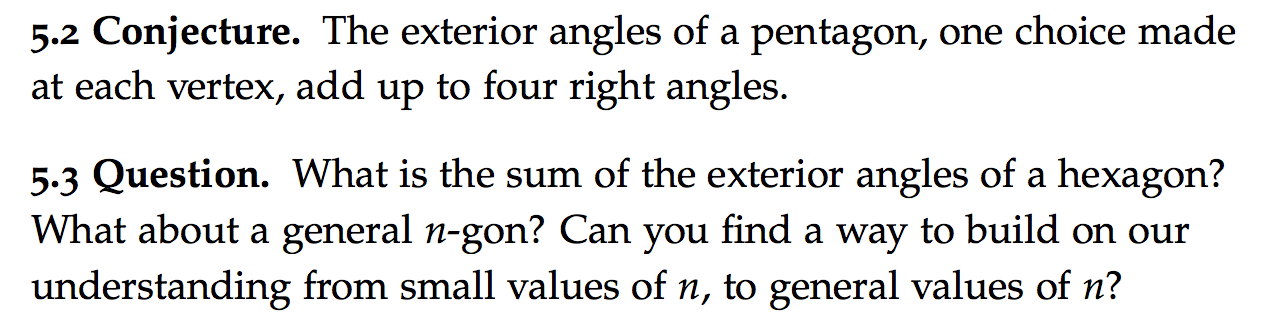 5.2 Conjecture. The exterior angles of a pentagon, one choice made
at each vertex, add up to four right angles.
5.3 Question. What is the sum of the exterior angles of a hexagon?
What about a general n-gon? Can you find a way to build on our
understanding from small values of n, to general values of n?